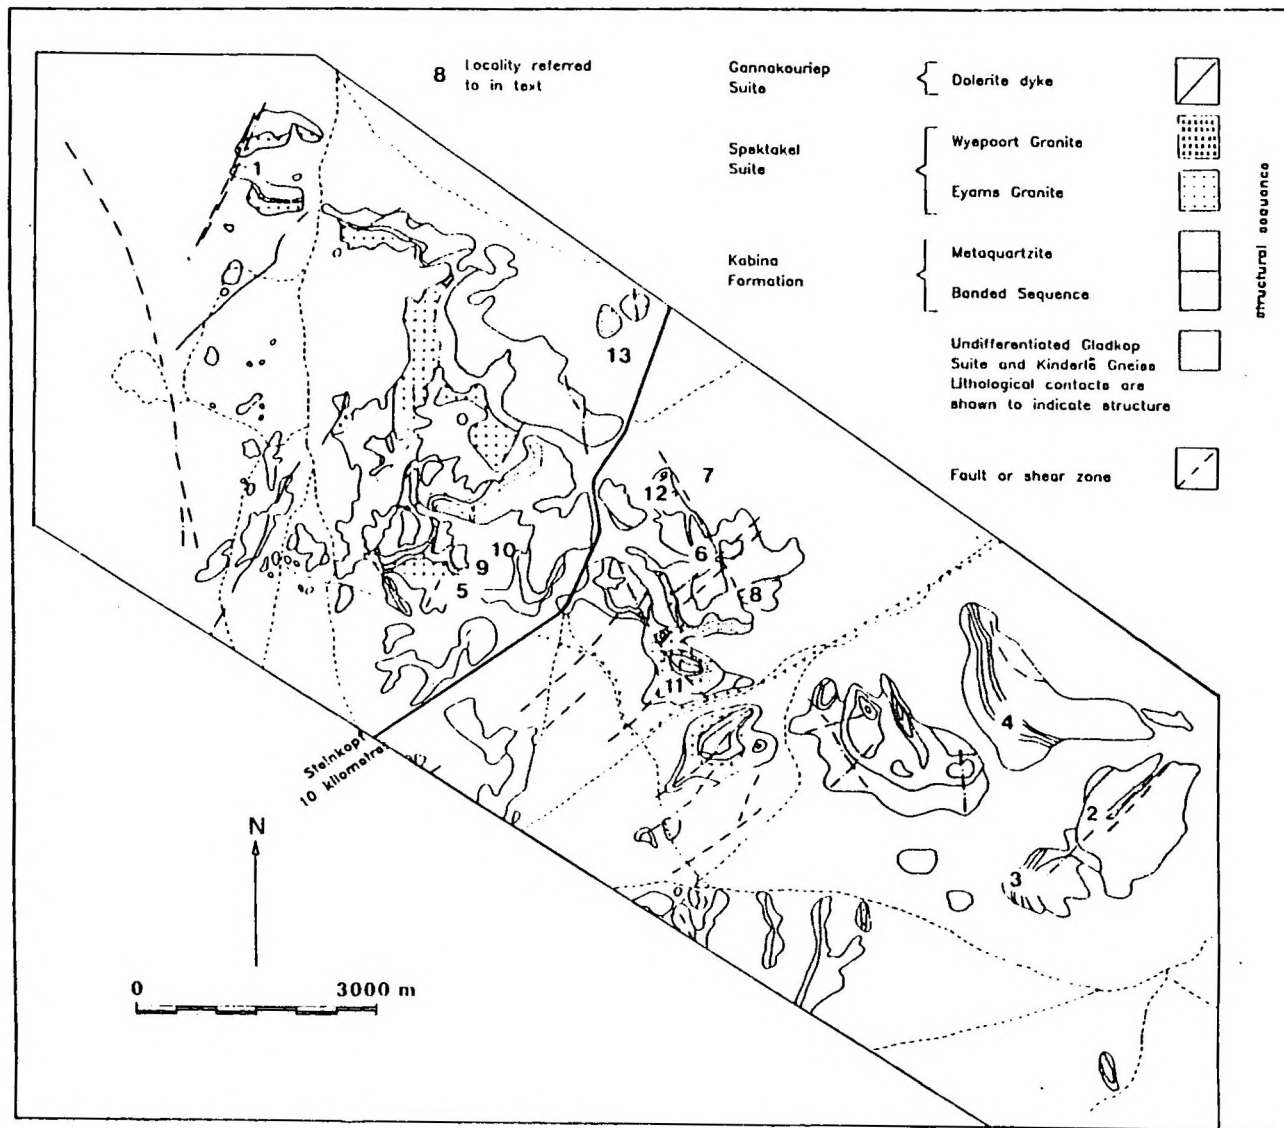 8 Locality referred
to in text
Gannakouriep
Suite
Dolerite dyke
Spektakel
Suite
Wyepoort Granite
Eyams Granite
Kabina
Formation
Metaquartzite
Banded Sequence
Undifferentiated Gladkop
Suite and Kinderlê Gneiss
Lithological contacts are
shown to indicate structure
Fault or shear zone
structural sequence
1
13
7
12
6
10
9
5
8
11
4
2
3
Steinkopf
10 kilometres
N
0 3000 m